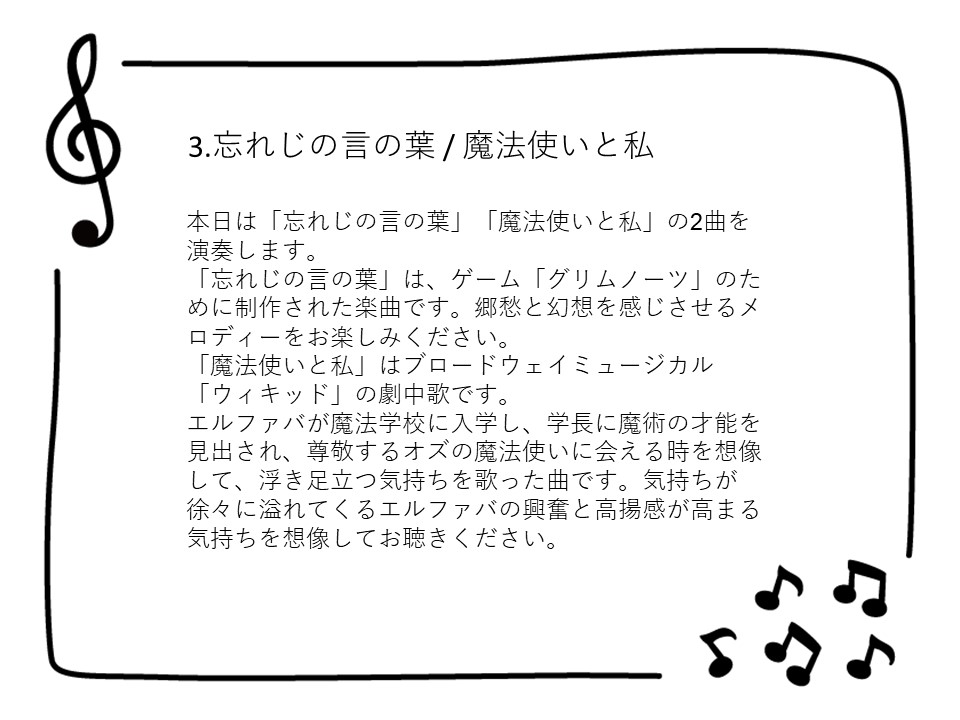 3.忘れじの言の葉 / 魔法使いと私
本日は「忘れじの言の葉」「魔法使いと私」の2曲を
演奏します。
「忘れじの言の葉」は、ゲーム「グリムノーツ」のた
めに制作された楽曲です。郷愁と幻想を感じさせるメ
ロディーをお楽しみください。
「魔法使いと私」はブロードウェイミュージカル
「ウィキッド」の劇中歌です。
エルファバが魔法学校に入学し、学長に魔術の才能を
見出され、尊敬するオズの魔法使いに会える時を想像
して、浮き足立つ気持ちを歌った曲です。気持ちが
徐々に溢れてくるエルファバの興奮と高揚感が高まる
気持ちを想像してお聴きください。